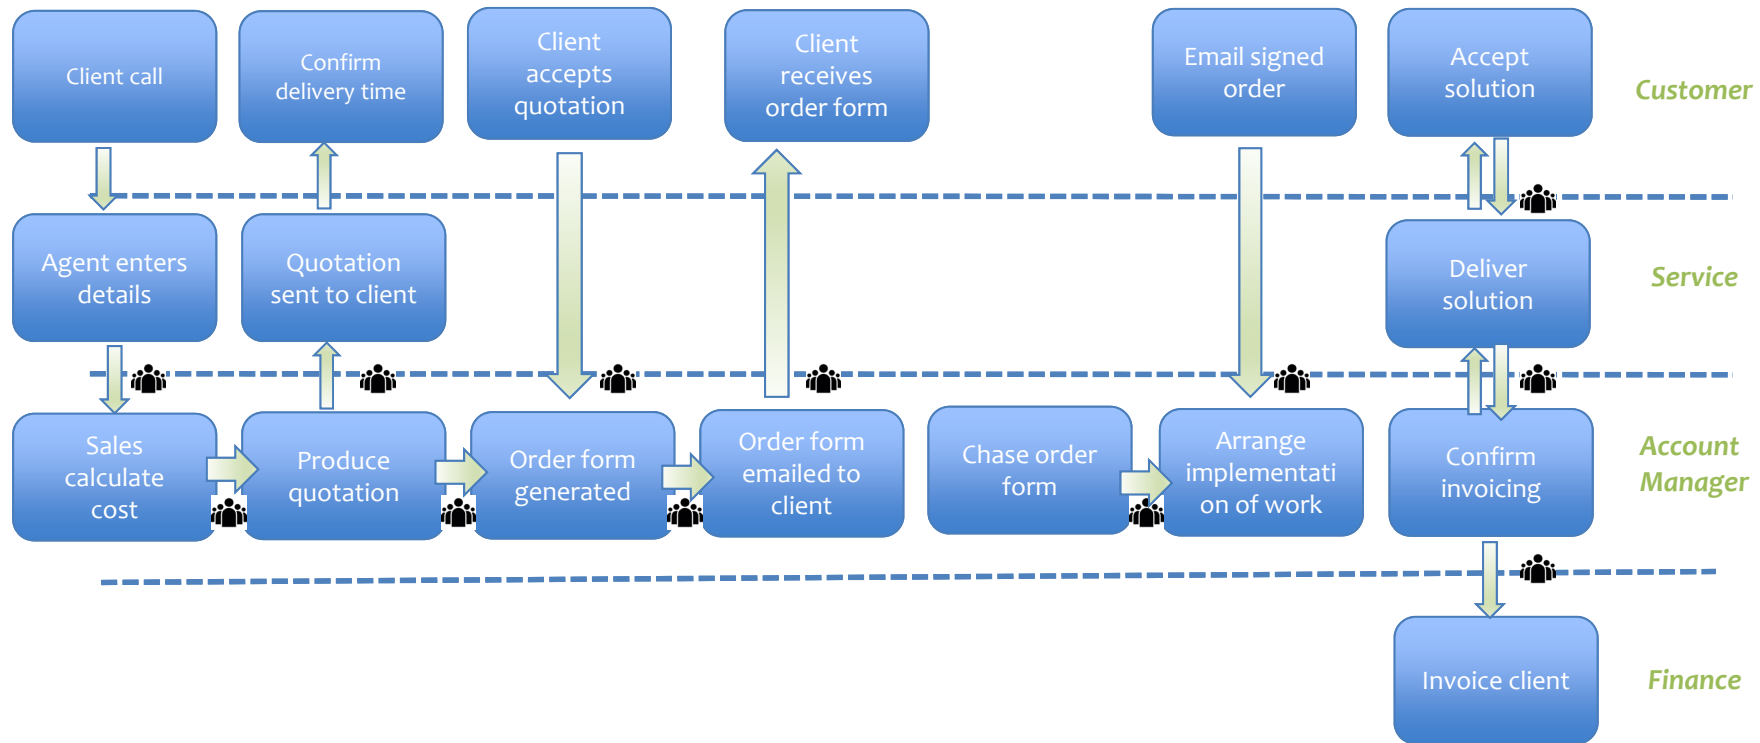 Client call
Confirm
delivery time
Client
accepts
quotation
Client
receives
order form
Email signed
order
Accept
solution
Customer
Agent enters
details
Quotation
sent to client
Deliver
solution
Service
Sales
calculate
cost
Produce
quotation
Order form
generated
Order form
emailed to
client
Chase order
form
Arrange
implementati
on of work
Confirm
invoicing
Account
Manager
Invoice client
Finance